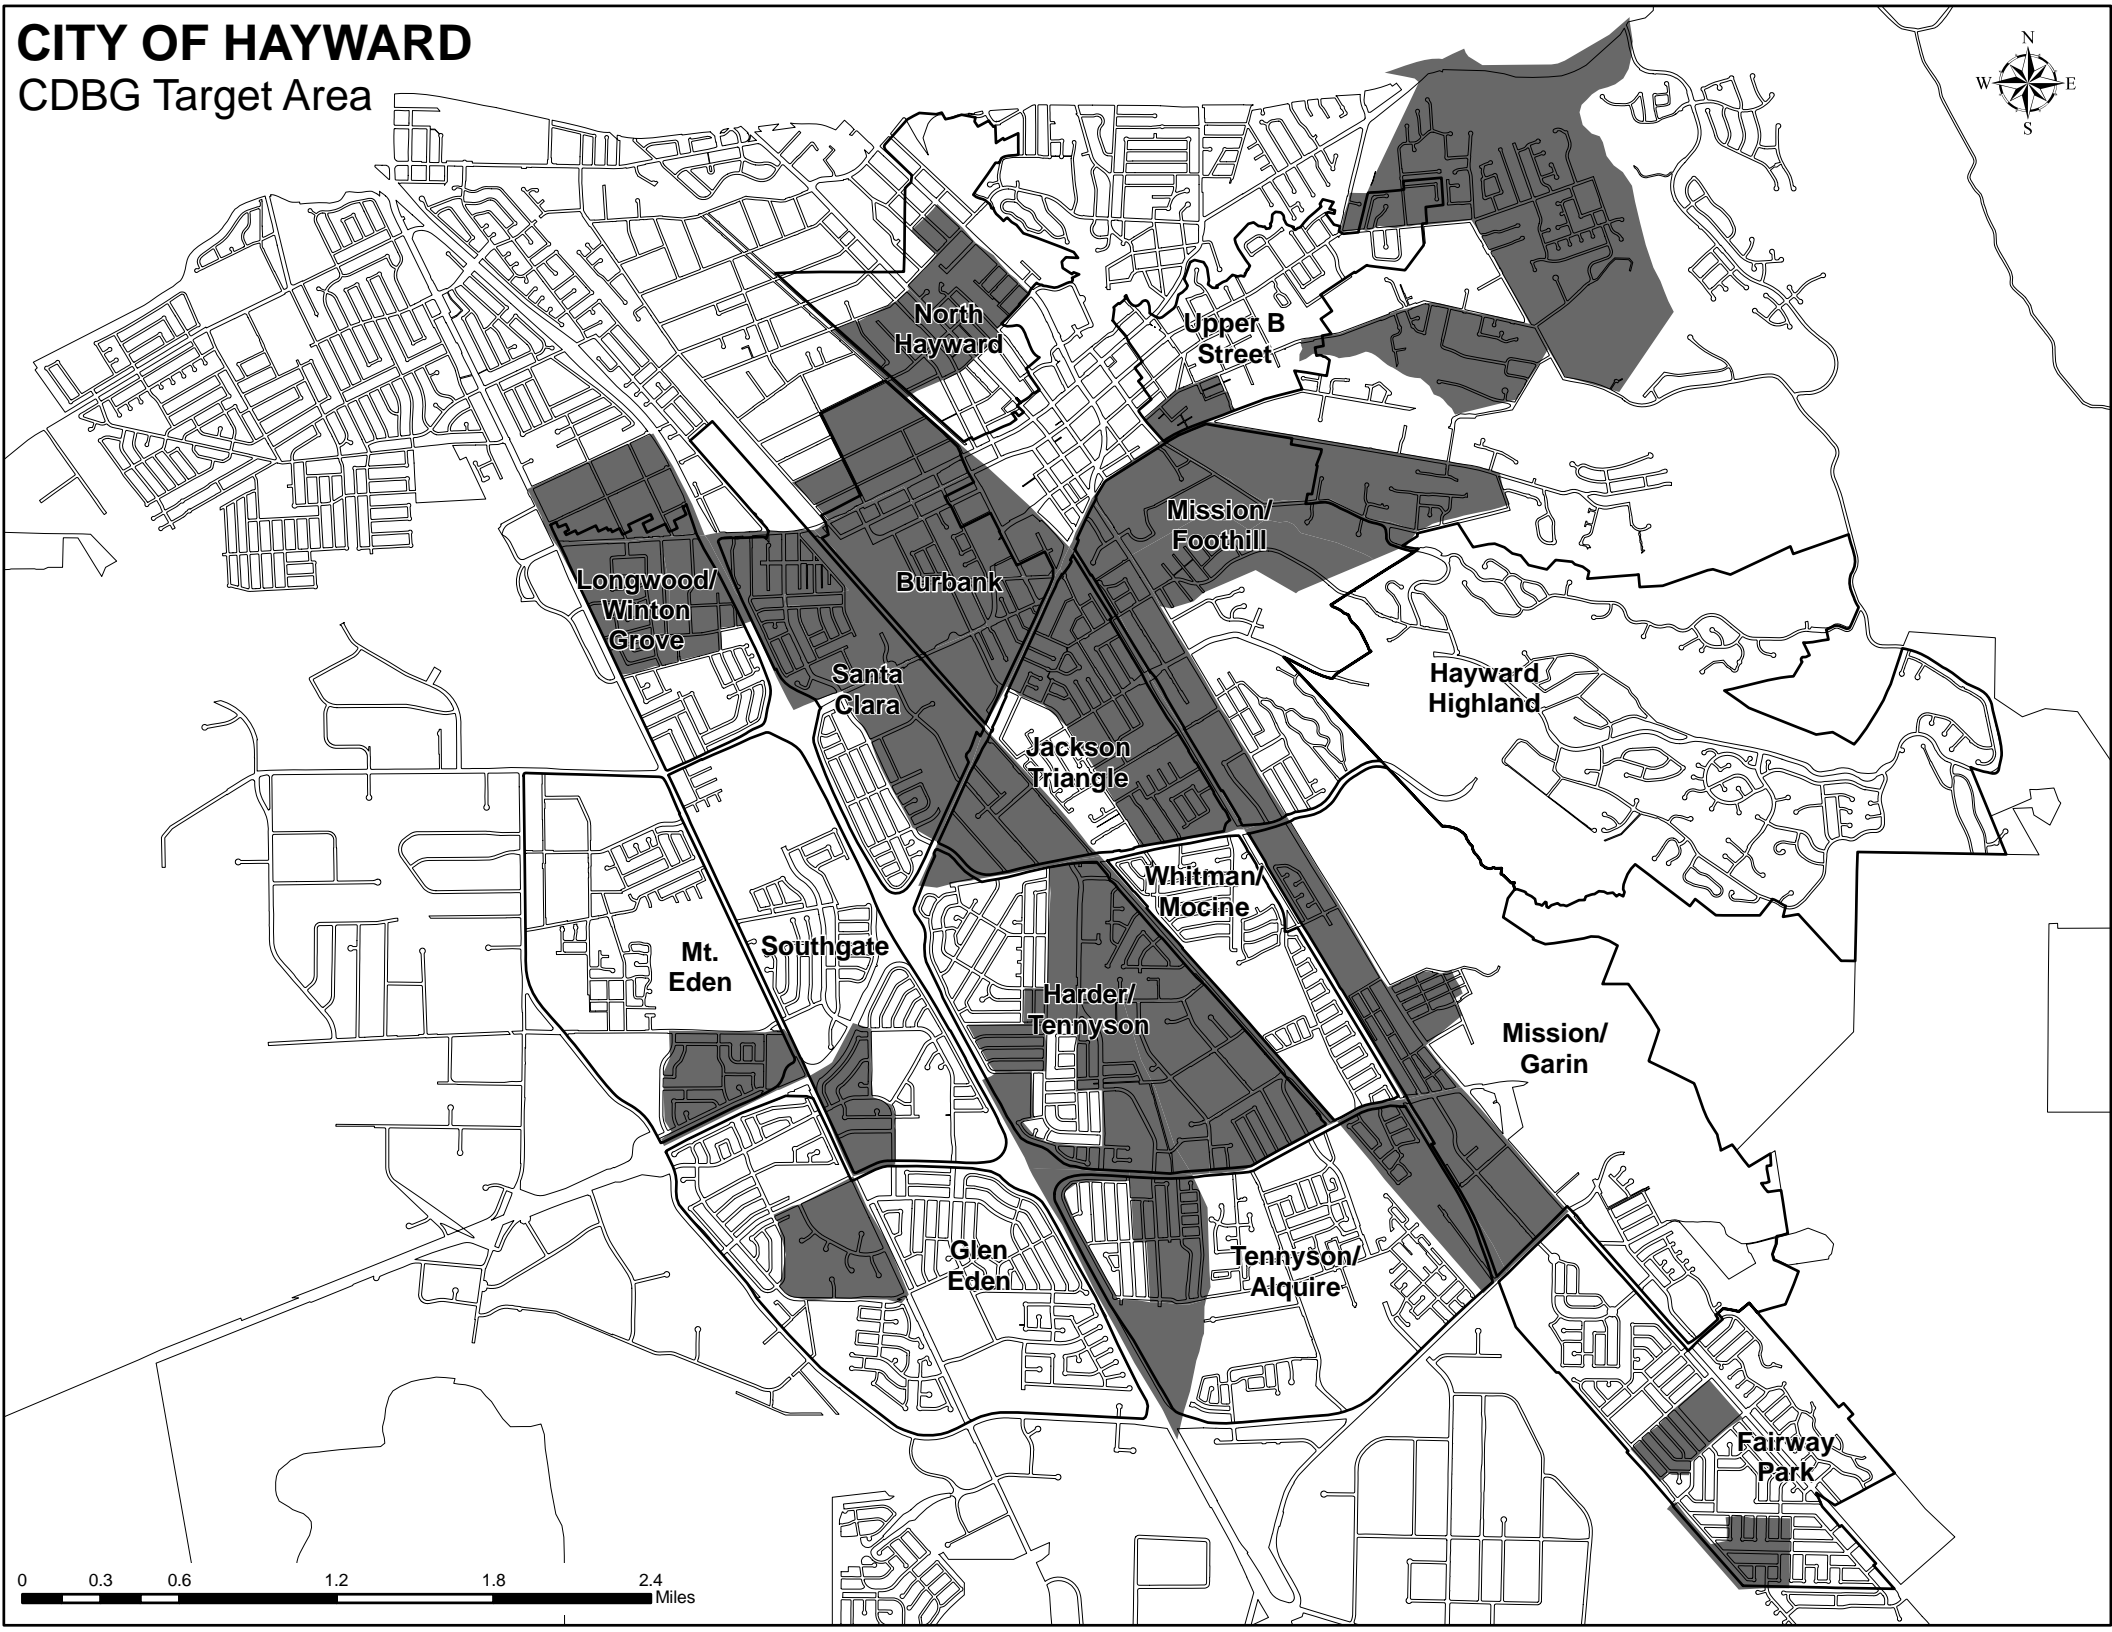 CITY OF HAYWARD
CDBG Target Area
N
W
E
S
North
Hayward
Upper B
Street
Mission/
Foothill
Longwood/
Winton
Grove
Burbank
Santa
Clara
Hayward
Highland
Jackson
Triangle
Whitman/
Mocine
Mt.
Eden
Southgate
Harder/
Tennyson
Mission/
Garin
Glen
Eden
Tennyson/
Alquire
Fairway
Park
0 0.3 0.6 1.2 1.8 2.4
Miles